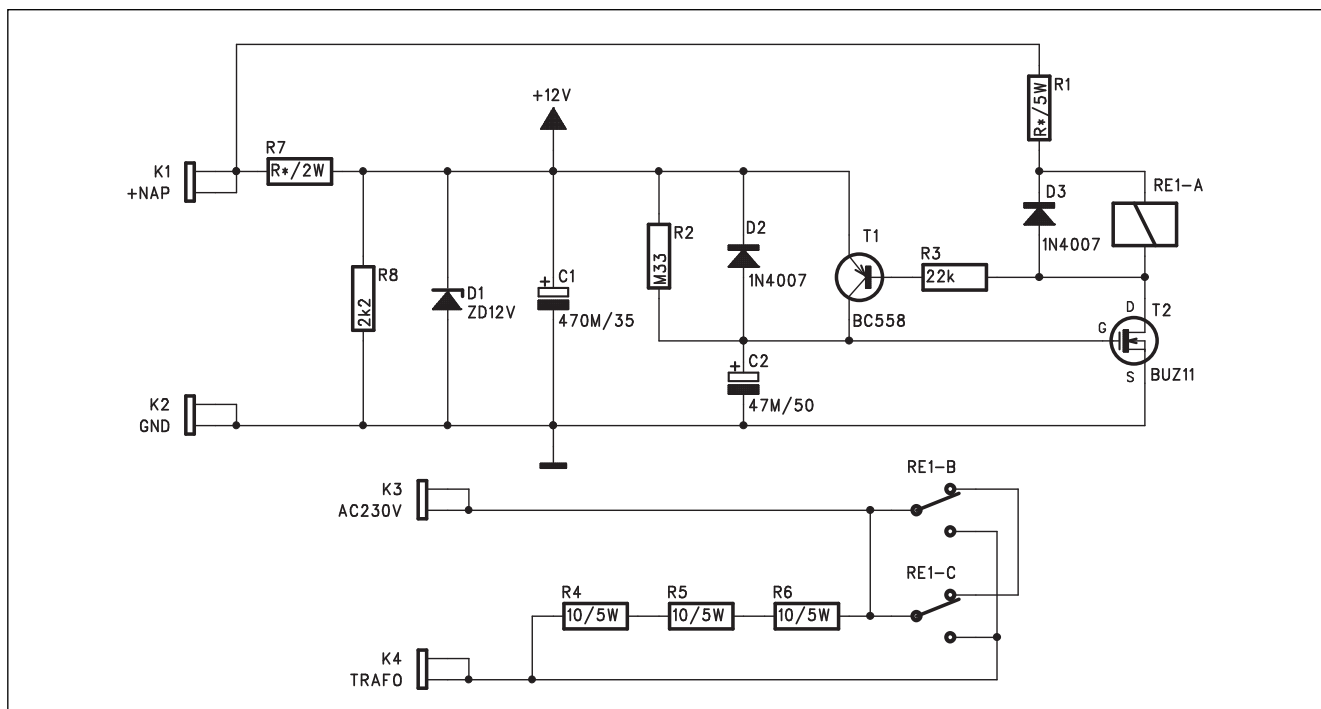 +12V
R1
R*/5W
R7
R*/2W
K1
+NAP
R8
2k2
D1
ZD12V
C1
+
470M/35
R2
M33
D2
1N4007
T1
BC558
R3
22k
D3
1N4007
RE1-A
D
G
S
T2
BUZ11
C2
+
47M/50
K2
GND
RE1-B
K3
AC230V
RE1-C
R4
10/5W
R5
10/5W
R6
10/5W
K4
TRAFO